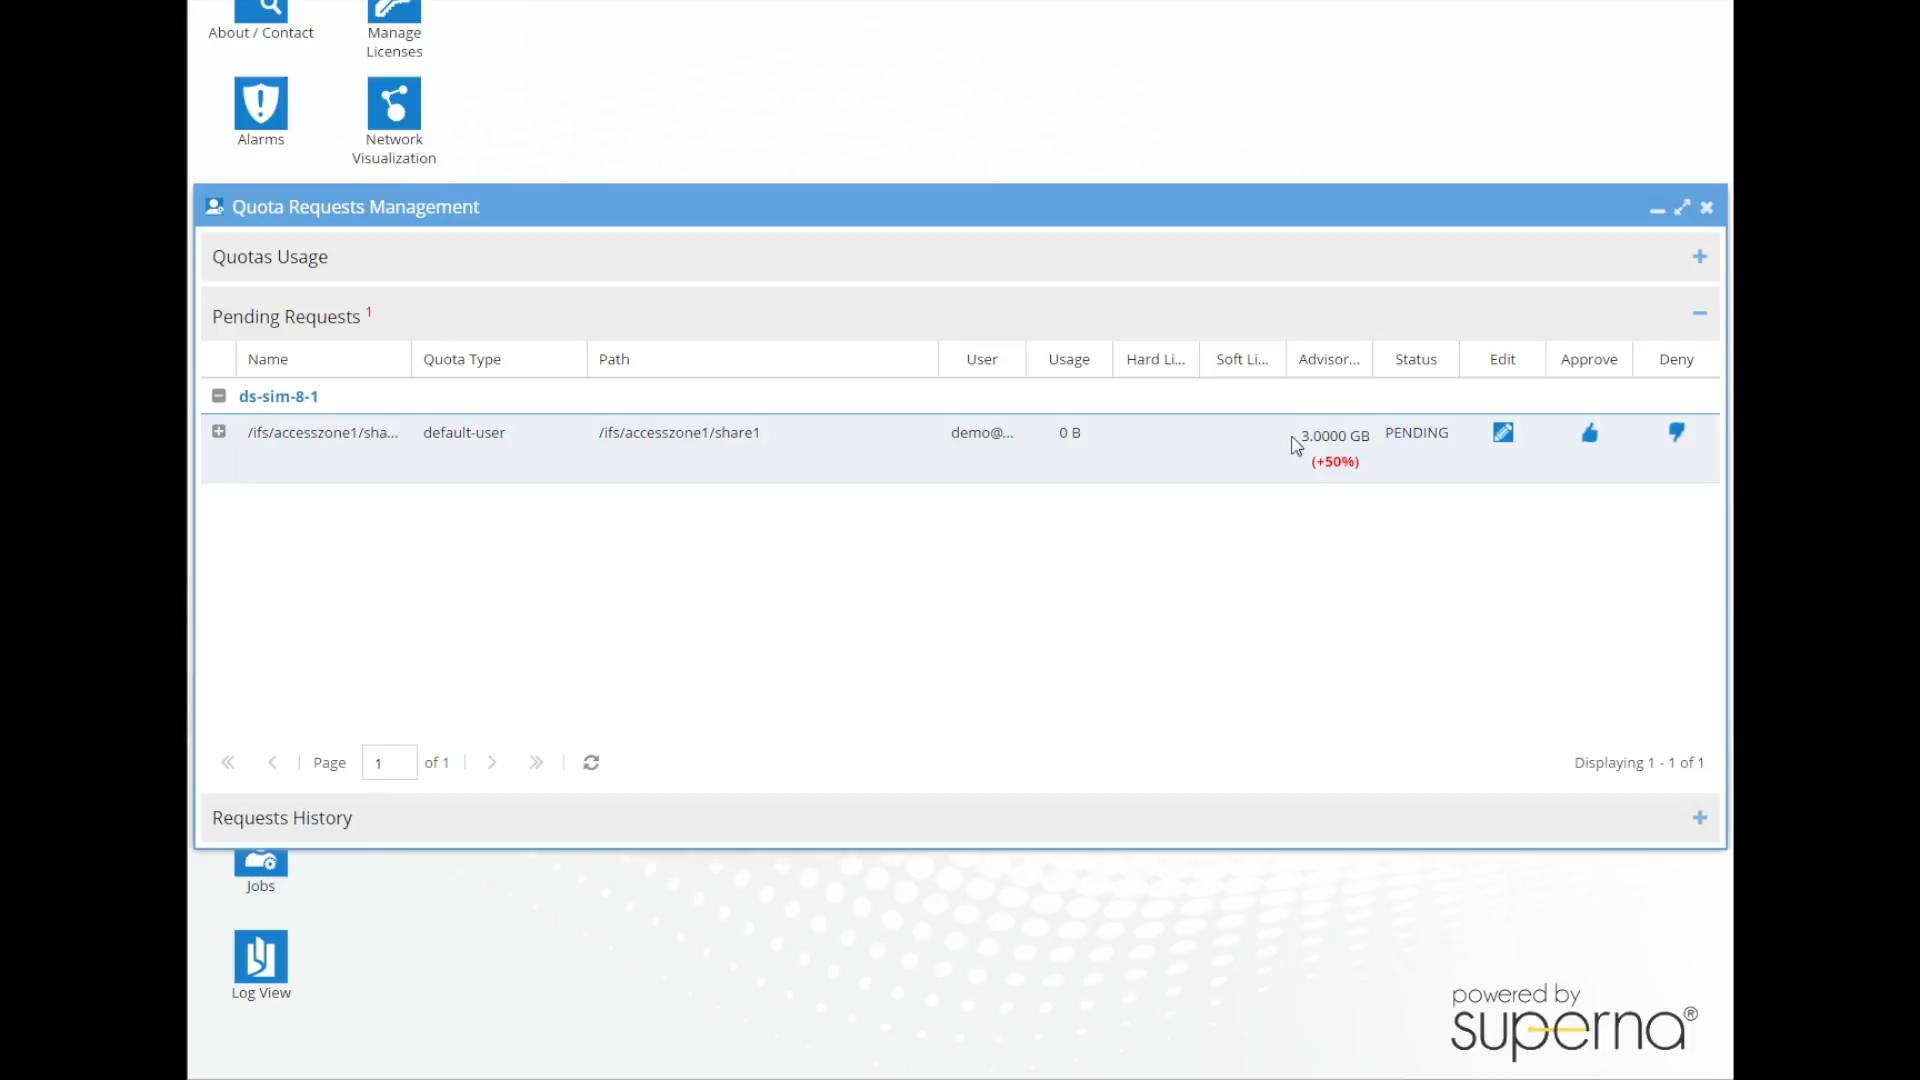 About / Contact
Manage
Licenses
Alarms
Network
Visualization
Quota Requests Management
Quotas Usage
Pending Requests 1
Name Quota Type Path User Usage Hard Li... Soft Li... Advisor... Status Edit Approve Deny
ds-sim-8-1
/ifs/accesszone1/sha... default-user /ifs/accesszone1/share1 demo@... 0 B 3.0000 GB PENDING
(+50%)
Page 1 of 1 Displaying 1 - 1 of 1
Requests History
Jobs
Log View
powered by
superna®